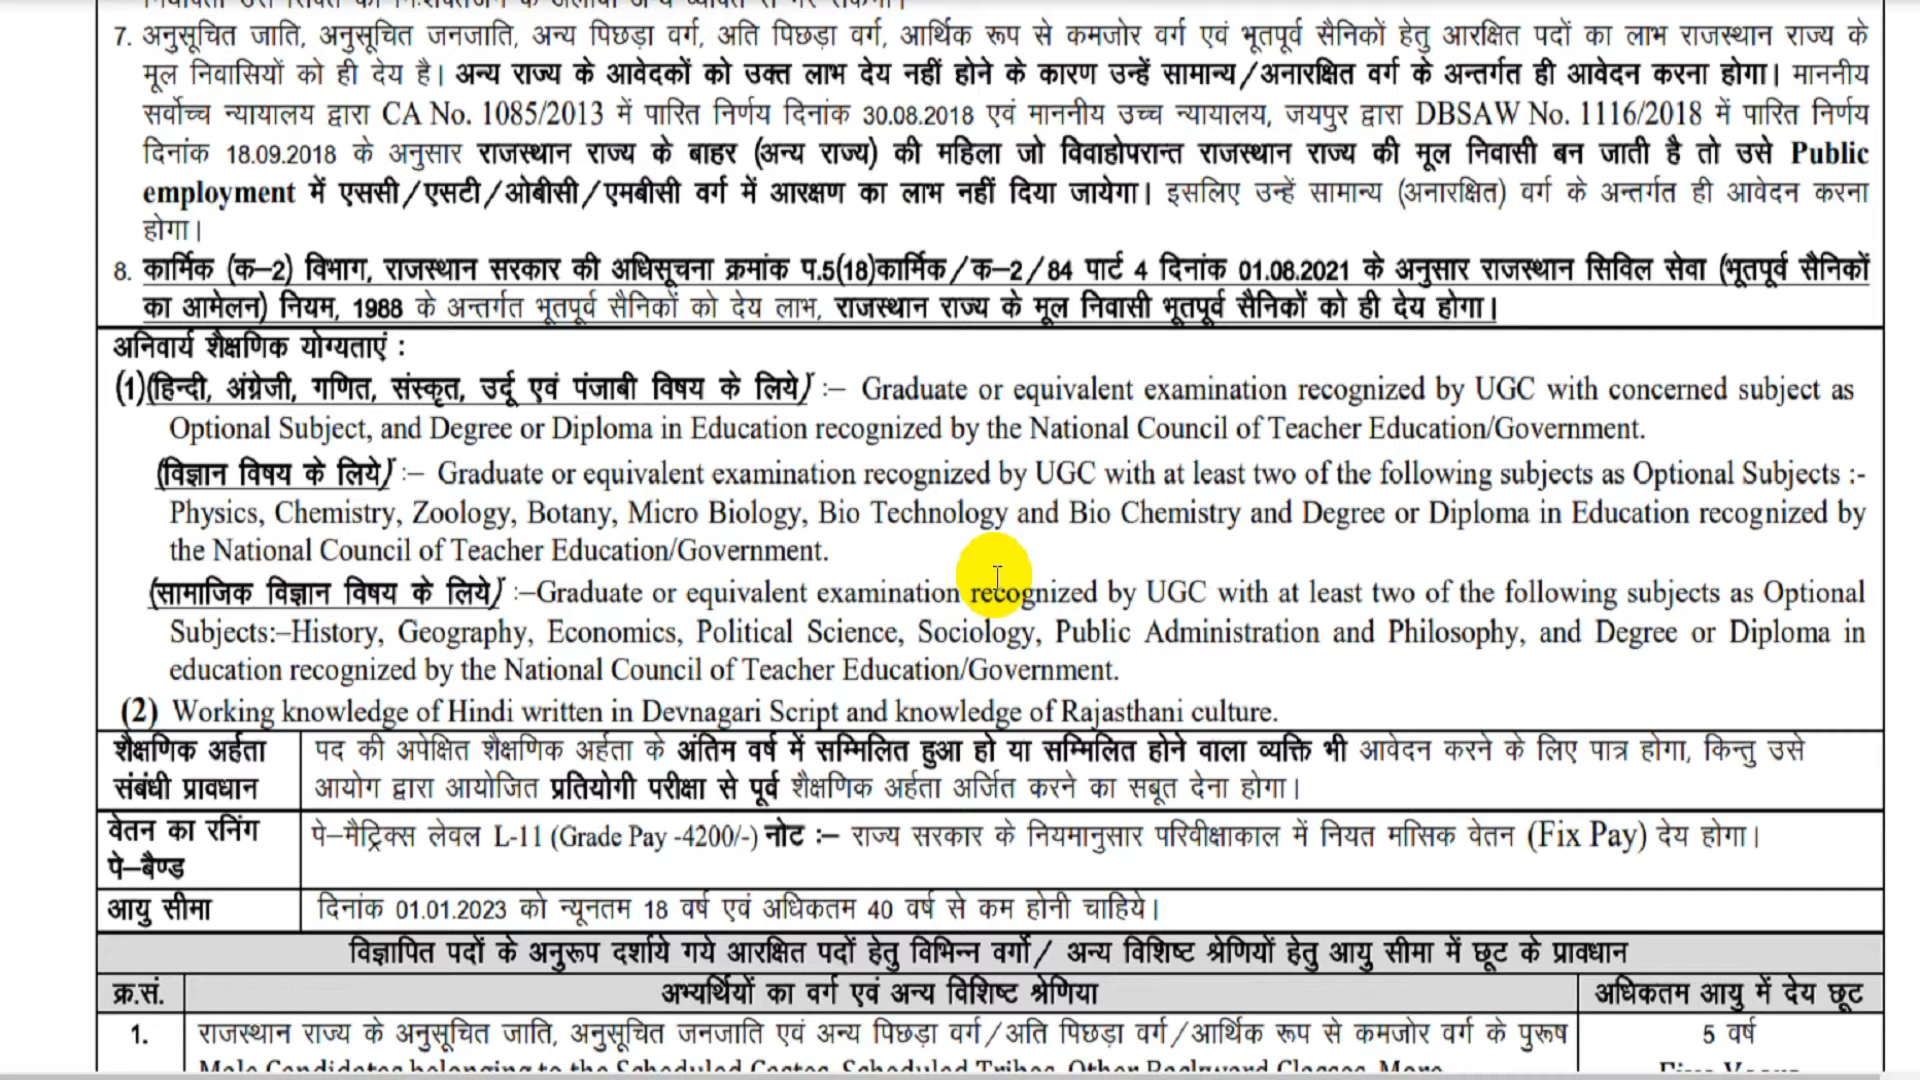 7. अनुसूचित जाति, अनुसूचित जनजाति, अन्य पिछड़ा वर्ग, अति पिछड़ा वर्ग, आर्थिक रूप से कमजोर वर्ग एवं भूतपूर्व सैनिकों हेतु आरक्षित पदों का लाभ राजस्थान राज्य के
मूल निवासियों को ही देय है। अन्य राज्य के आवेदकों को उक्त लाभ देय नहीं होने के कारण उन्हें सामान्य/अनारक्षित वर्ग के अन्तर्गत ही आवेदन करना होगा। माननीय
सर्वोच्च न्यायालय द्वारा CA No. 1085/2013 में पारित निर्णय दिनांक 30.08.2018 एवं माननीय उच्च न्यायालय, जयपुर द्वारा DBSAW No. 1116/2018 में पारित निर्णय
दिनांक 18.09.2018 के अनुसार राजस्थान राज्य के बाहर (अन्य राज्य) की महिला जो विवाहोपरान्त राजस्थान राज्य की मूल निवासी बन जाती है तो उसे Public
employment में एससी/एसटी/ओबीसी/एमबीसी वर्ग में आरक्षण का लाभ नहीं दिया जायेगा। इसलिए उन्हें सामान्य (अनारक्षित) वर्ग के अन्तर्गत ही आवेदन करना
होगा।
8. कार्मिक (क–2) विभाग, राजस्थान सरकार की अधिसूचना क्रमांक प.5(18)कार्मिक/क–2/84 पार्ट 4 दिनांक 01.08.2021 के अनुसार राजस्थान सिविल सेवा (भूतपूर्व सैनिकों
का आमेलन) नियम, 1988 के अन्तर्गत भूतपूर्व सैनिकों को देय लाभ, राजस्थान राज्य के मूल निवासी भूतपूर्व सैनिकों को ही देय होगा।
अनिवार्य शैक्षणिक योग्यताएं :
(1)(हिन्दी, अंग्रेजी, गणित, संस्कृत, उर्दू एवं पंजाबी विषय के लिये) :– Graduate or equivalent examination recognized by UGC with concerned subject as
Optional Subject, and Degree or Diploma in Education recognized by the National Council of Teacher Education/Government.
(विज्ञान विषय के लिये) :– Graduate or equivalent examination recognized by UGC with at least two of the following subjects as Optional Subjects :-
Physics, Chemistry, Zoology, Botany, Micro Biology, Bio Technology and Bio Chemistry and Degree or Diploma in Education recognized by
the National Council of Teacher Education/Government.
(सामाजिक विज्ञान विषय के लिये) :–Graduate or equivalent examination recognized by UGC with at least two of the following subjects as Optional
Subjects:–History, Geography, Economics, Political Science, Sociology, Public Administration and Philosophy, and Degree or Diploma in
education recognized by the National Council of Teacher Education/Government.
(2) Working knowledge of Hindi written in Devnagari Script and knowledge of Rajasthani culture.
शैक्षणिक अर्हता संबंधी प्रावधान
पद की अपेक्षित शैक्षणिक अर्हता के अंतिम वर्ष में सम्मिलित हुआ हो या सम्मिलित होने वाला व्यक्ति भी आवेदन करने के लिए पात्र होगा, किन्तु उसे
आयोग द्वारा आयोजित प्रतियोगी परीक्षा से पूर्व शैक्षणिक अर्हता अर्जित करने का सबूत देना होगा।
वेतन का रनिंग पे–बैण्ड
पे–मैट्रिक्स लेवल L-11 (Grade Pay -4200/-) नोट :– राज्य सरकार के नियमानुसार परिवीक्षाकाल में नियत मासिक वेतन (Fix Pay) देय होगा।
आयु सीमा
दिनांक 01.01.2023 को न्यूनतम 18 वर्ष एवं अधिकतम 40 वर्ष से कम होनी चाहिये।
विज्ञापित पदों के अनुरूप दर्शाये गये आरक्षित पदों हेतु विभिन्न वर्गो/ अन्य विशिष्ट श्रेणियों हेतु आयु सीमा में छूट के प्रावधान
क्र.सं. अभ्यर्थियों का वर्ग एवं अन्य विशिष्ट श्रेणिया अधिकतम आयु में देय छूट
1. राजस्थान राज्य के अनुसूचित जाति, अनुसूचित जनजाति एवं अन्य पिछड़ा वर्ग/अति पिछड़ा वर्ग/आर्थिक रूप से कमजोर वर्ग के पुरूष 5 वर्ष
Male Candidates belonging to the Scheduled Castes, Scheduled Tribes, Other Backward Classes, More Five Years